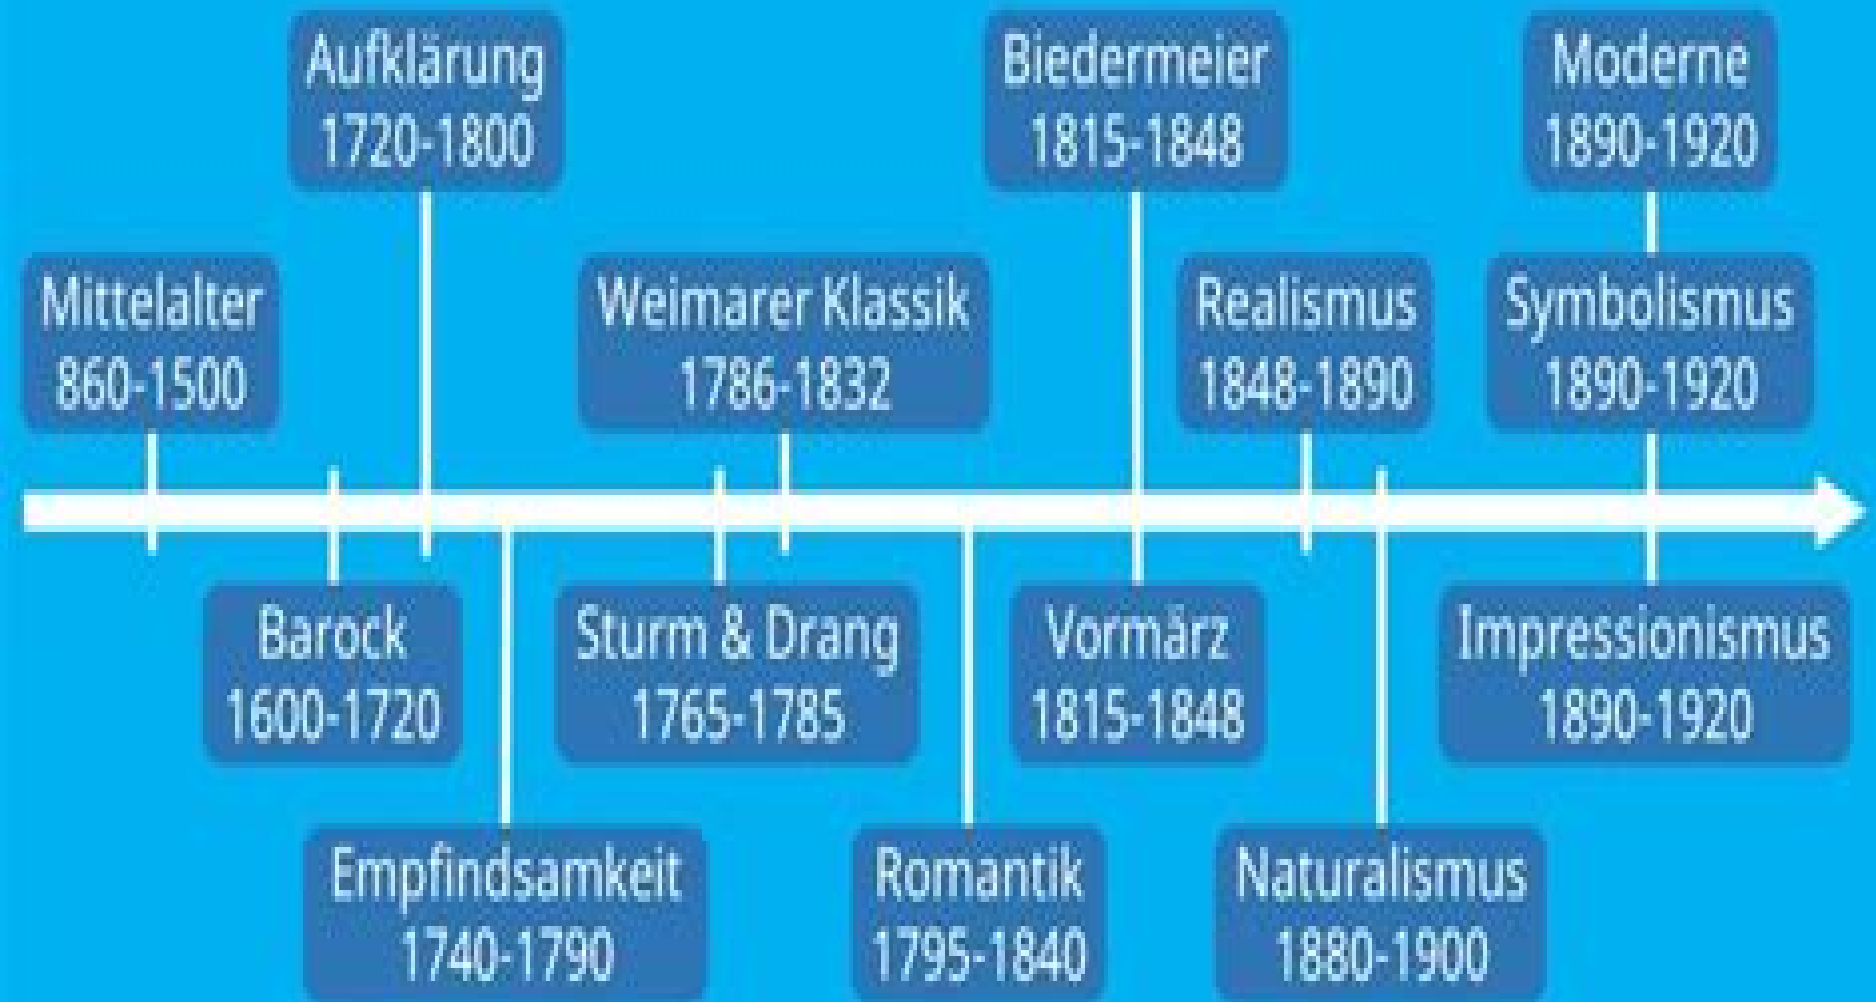 Aufklärung
1720-1800
Biedermeier
1815-1848
Moderne
1890-1920
Mittelalter
860-1500
Weimarer Klassik
1786-1832
Realismus
1848-1890
Symbolismus
1890-1920
Barock
1600-1720
Sturm & Drang
1765-1785
Vormärz
1815-1848
Impressionismus
1890-1920
Empfindsamkeit
1740-1790
Romantik
1795-1840
Naturalismus
1880-1900